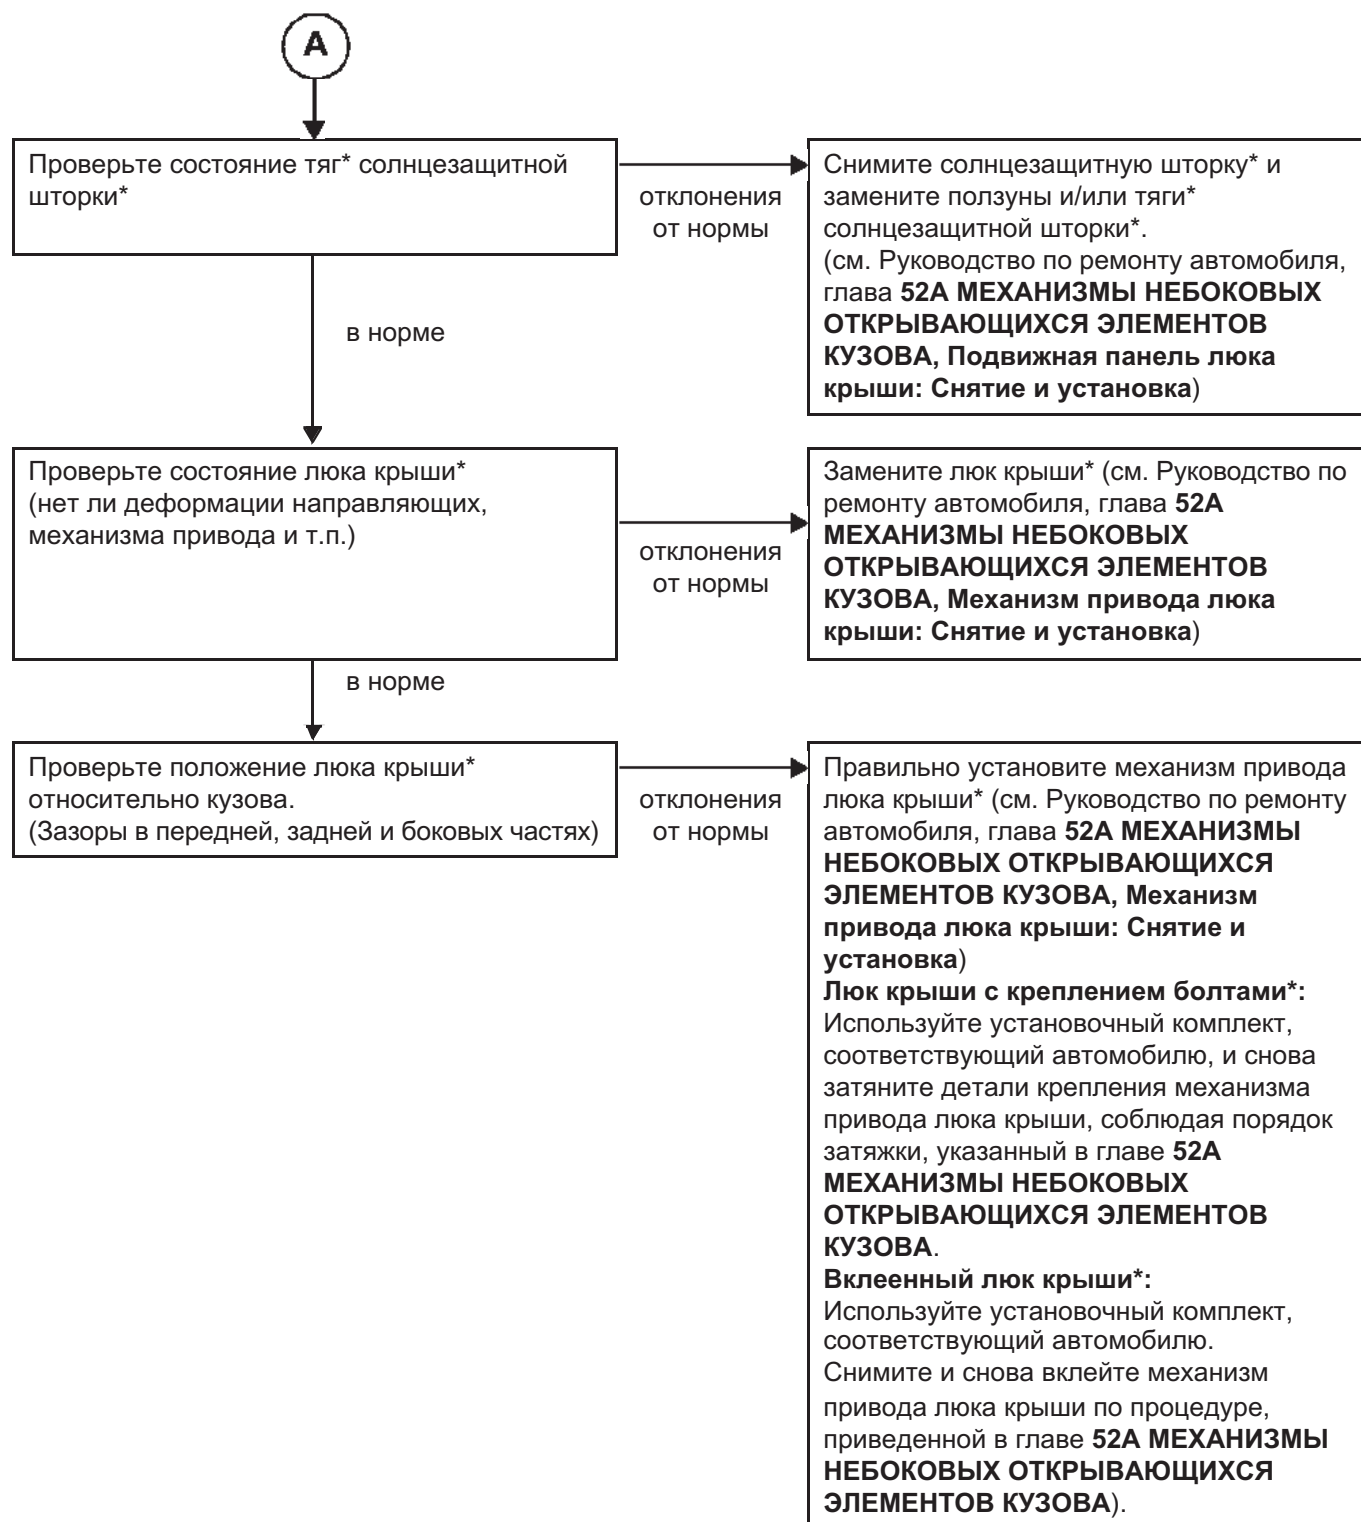 A
Проверьте состояние тяг* солнцезащитной
шторки*
отклонения
от нормы
Снимите солнцезащитную шторку* и
замените ползуны и/или тяги*
солнцезащитной шторки*.
(см. Руководство по ремонту автомобиля,
глава 52A МЕХАНИЗМЫ НЕБОКОВЫХ
ОТКРЫВАЮЩИХСЯ ЭЛЕМЕНТОВ
КУЗОВА, Подвижная панель люка
крыши: Снятие и установка)
в норме
Проверьте состояние люка крыши*
(нет ли деформации направляющих,
механизма привода и т.п.)
отклонения
от нормы
Замените люк крыши* (см. Руководство по
ремонту автомобиля, глава 52A
МЕХАНИЗМЫ НЕБОКОВЫХ
ОТКРЫВАЮЩИХСЯ ЭЛЕМЕНТОВ
КУЗОВА, Механизм привода люка
крыши: Снятие и установка)
в норме
Проверьте положение люка крыши*
относительно кузова.
(Зазоры в передней, задней и боковых частях)
отклонения
от нормы
Правильно установите механизм привода
люка крыши* (см. Руководство по ремонту
автомобиля, глава 52A МЕХАНИЗМЫ
НЕБОКОВЫХ ОТКРЫВАЮЩИХСЯ
ЭЛЕМЕНТОВ КУЗОВА, Механизм
привода люка крыши: Снятие и
установка)
Люк крыши с креплением болтами*:
Используйте установочный комплект,
соответствующий автомобилю, и снова
затяните детали крепления механизма
привода люка крыши, соблюдая порядок
затяжки, указанный в главе 52A
МЕХАНИЗМЫ НЕБОКОВЫХ
ОТКРЫВАЮЩИХСЯ ЭЛЕМЕНТОВ
КУЗОВА.
Вклеенный люк крыши*:
Используйте установочный комплект,
соответствующий автомобилю.
Снимите и снова вклейте механизм
привода люка крыши по процедуре,
приведенной в главе 52A МЕХАНИЗМЫ
НЕБОКОВЫХ ОТКРЫВАЮЩИХСЯ
ЭЛЕМЕНТОВ КУЗОВА).